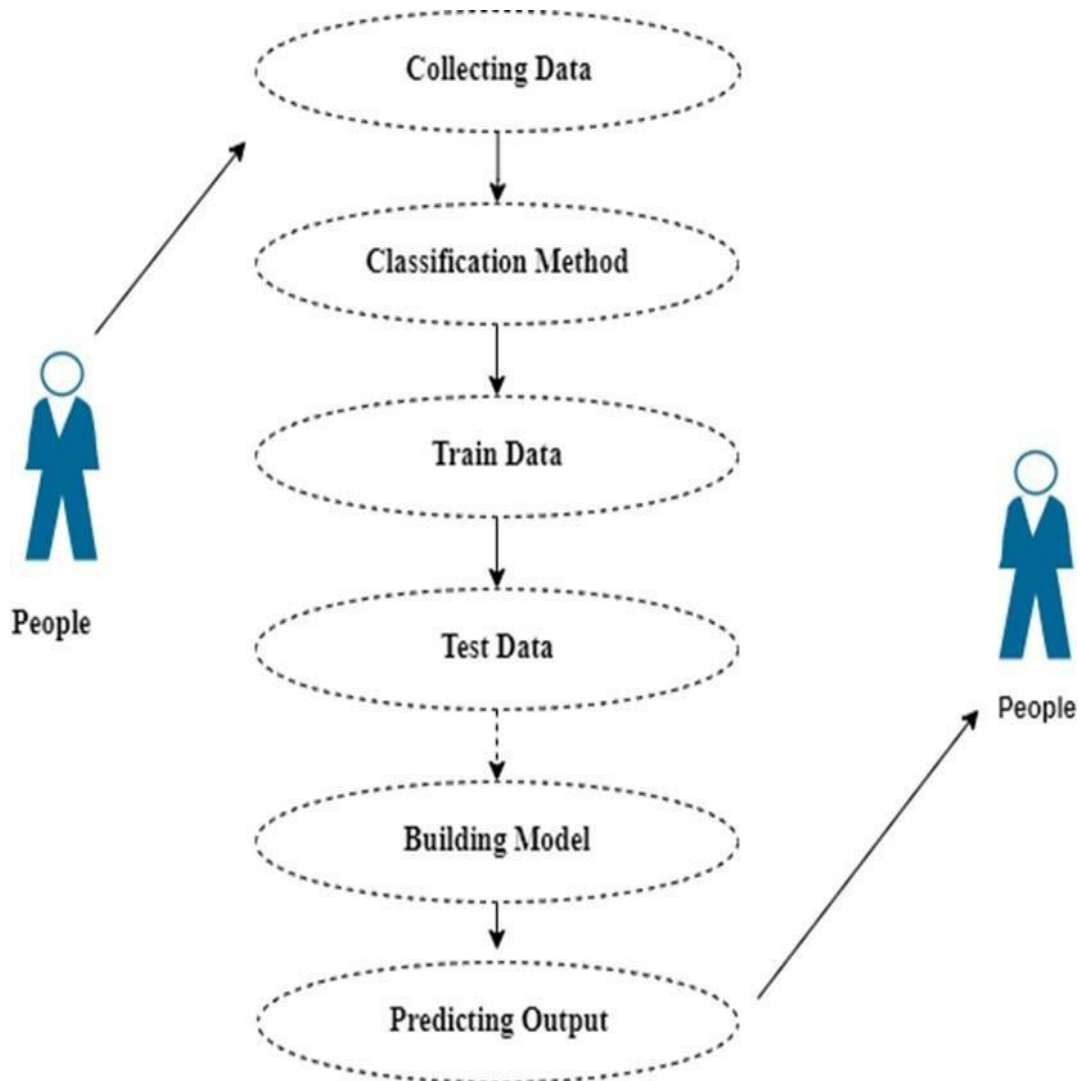 Collecting Data
Classification Method
Train Data
Test Data
People
People
Building Model
Predicting Output